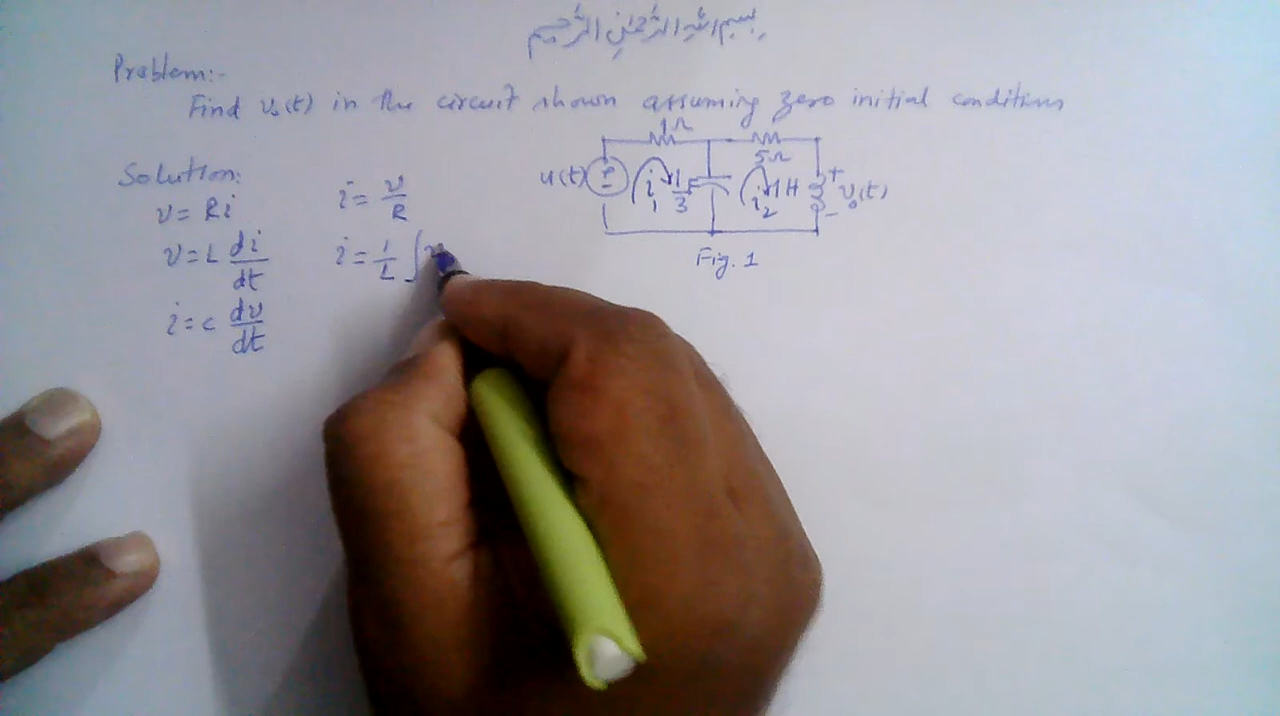 بسم الله الرحمن الرحيم
Problem:-
Find v₀(t) in the circuit shown assuming zero initial conditions
1Ω
5Ω
u(t) + - i₁ 1/3 F i₂ 1H + v₀(t) -
Fig. 1
Solution:
v = Ri i = v/R
v = L di/dt i = 1/L ∫ v
i = c dv/dt